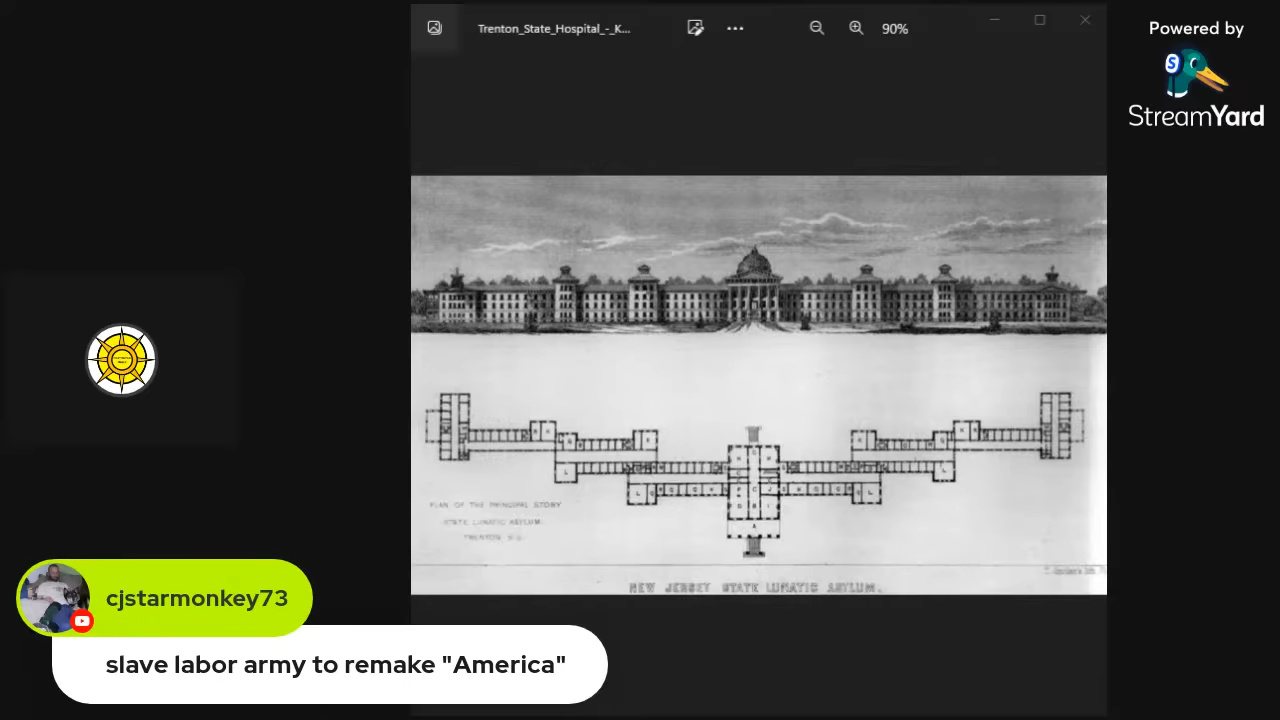 Trenton_State_Hospital_-_K...
90%
Powered by
StreamYard
PLAN OF THE PRINCIPAL STORY
STATE LUNATIC ASYLUM.
TRENTON N.J.
NEW JERSEY STATE LUNATIC ASYLUM.
cjstarmonkey73
slave labor army to remake "America"